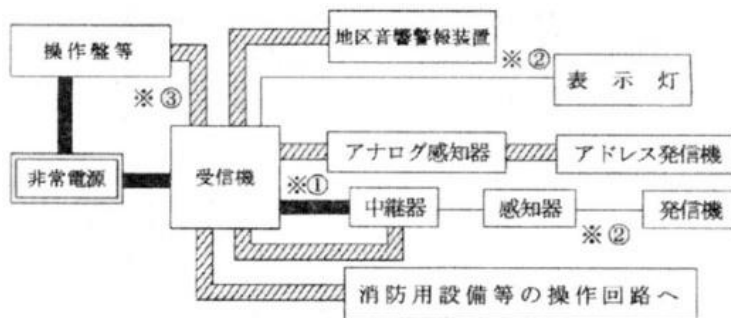 操作盤等
地区音響警報装置
※②
※③
表示灯
非常電源
受信機
アナログ感知器
アドレス発信機
※①
中継器
感知器
発信機
※②
消防用設備等の操作回路へ